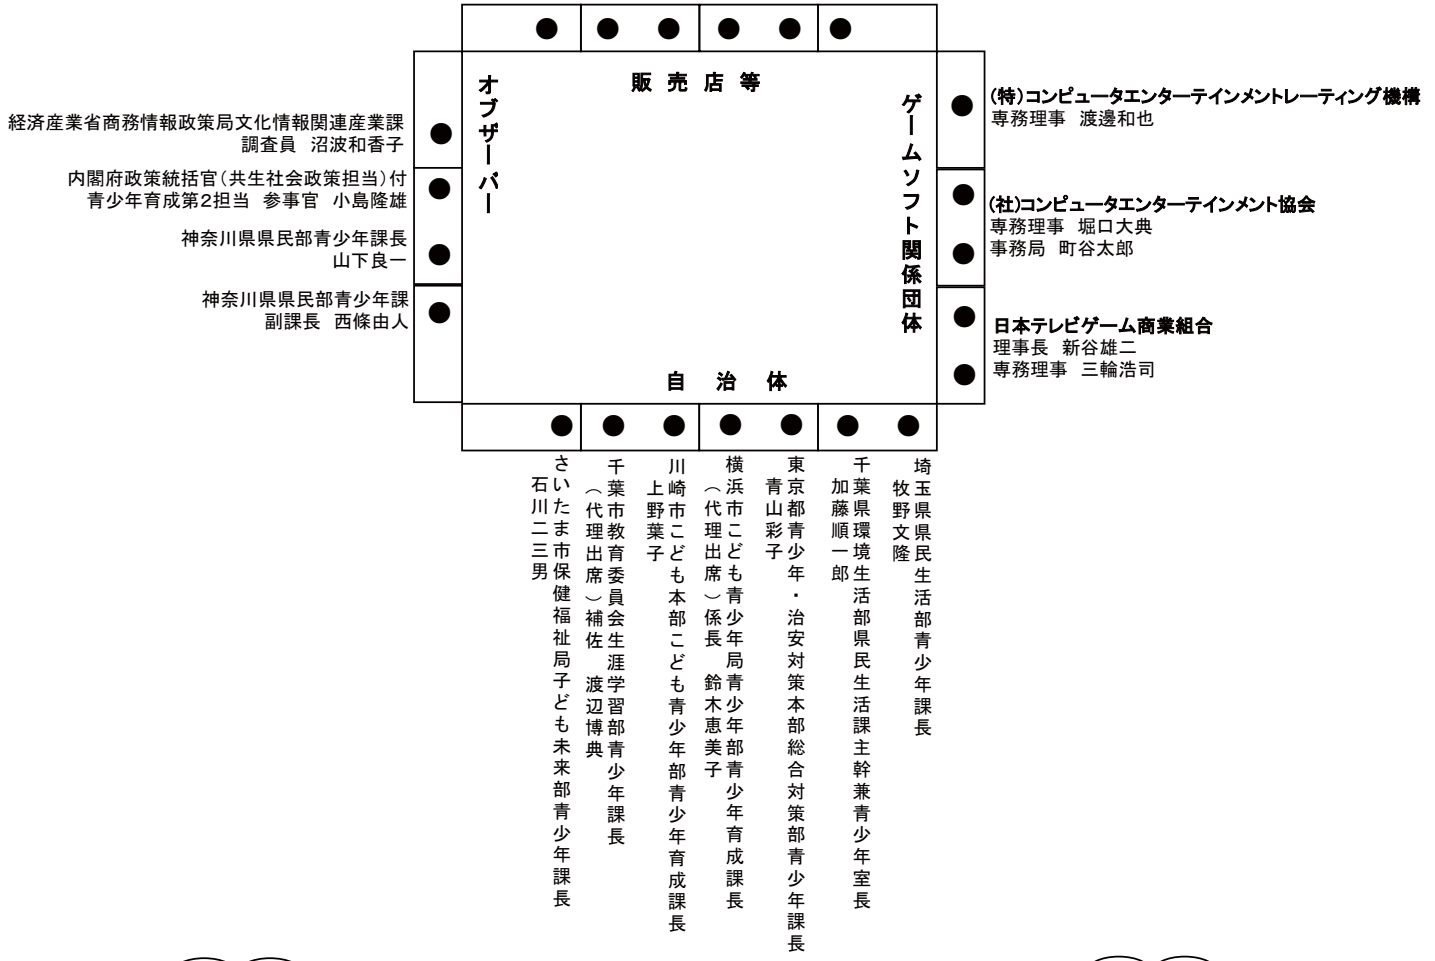 販売店等
オブザーバー
経済産業省商務情報政策局文化情報関連産業課
調査員 沼波和香子
内閣府政策統括官(共生社会政策担当)付
青少年育成第2担当 参事官 小島隆雄
神奈川県県民部青少年課長
山下良一
神奈川県県民部青少年課
副課長 西條由人
ゲームソフト関係団体
(特)コンピュータエンターテインメントレーティング機構
専務理事 渡邊和也
(社)コンピュータエンターテインメント協会
専務理事 堀口大典
事務局 町谷太郎
日本テレビゲーム商業組合
理事長 新谷雄二
専務理事 三輪浩司
自治体
埼玉県県民生活部青少年課長
牧野文隆
千葉県環境生活部県民生活課主幹兼青少年室長
加藤順一郎
東京都青少年・治安対策本部総合対策部青少年課長
青山彩子
横浜市こども青少年局青少年部青少年育成課長
(代理出席)係長 鈴木恵美子
川崎市こども本部こども青少年部青少年育成課長
上野葉子
千葉市教育委員会生涯学習部青少年課長
(代理出席)補佐 渡辺博典
さいたま市保健福祉局子ども未来部青少年課長
石川二三男